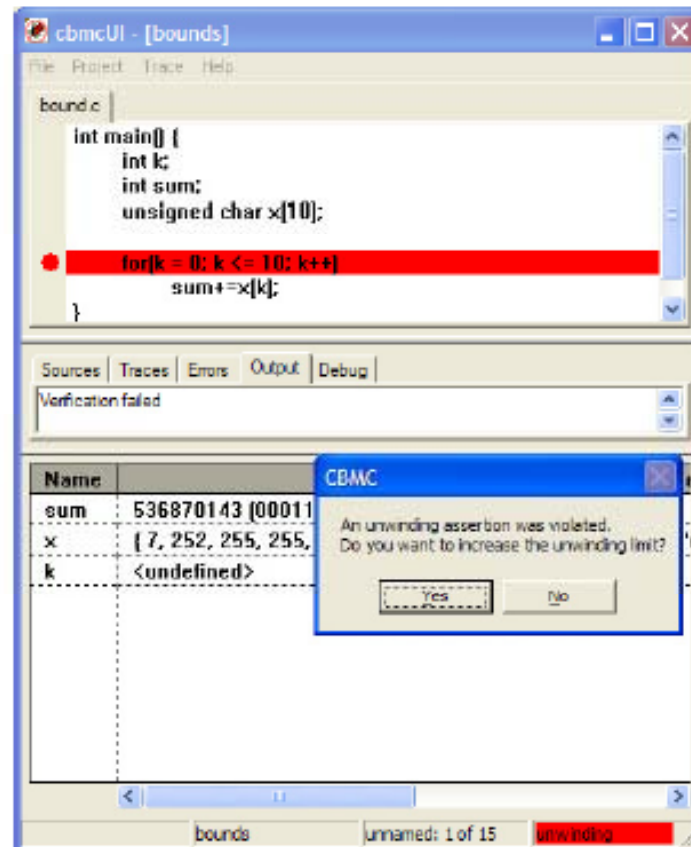 cbmcUI - [bounds]
File Project Trace Help
bound.c
int main() {
int k;
int sum;
unsigned char x[10];
for(k = 0; k <= 10; k++)
sum+=x[k];
}
Sources Traces Errors Output Debug
Verfication failed
Name
sum 536870143 (00011
x { 7, 252, 255, 255,
k <undefined>
CBMC
An unwinding assertion was violated.
Do you want to increase the unwinding limit?
Yes No
bounds unnamed: 1 of 15 unwinding